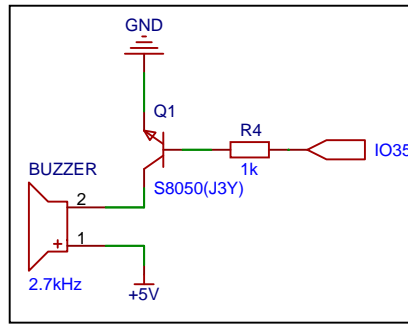 GND
Q1
R4
IO35
1k
S8050(J3Y)
BUZZER
2
1
+
2.7kHz
+5V